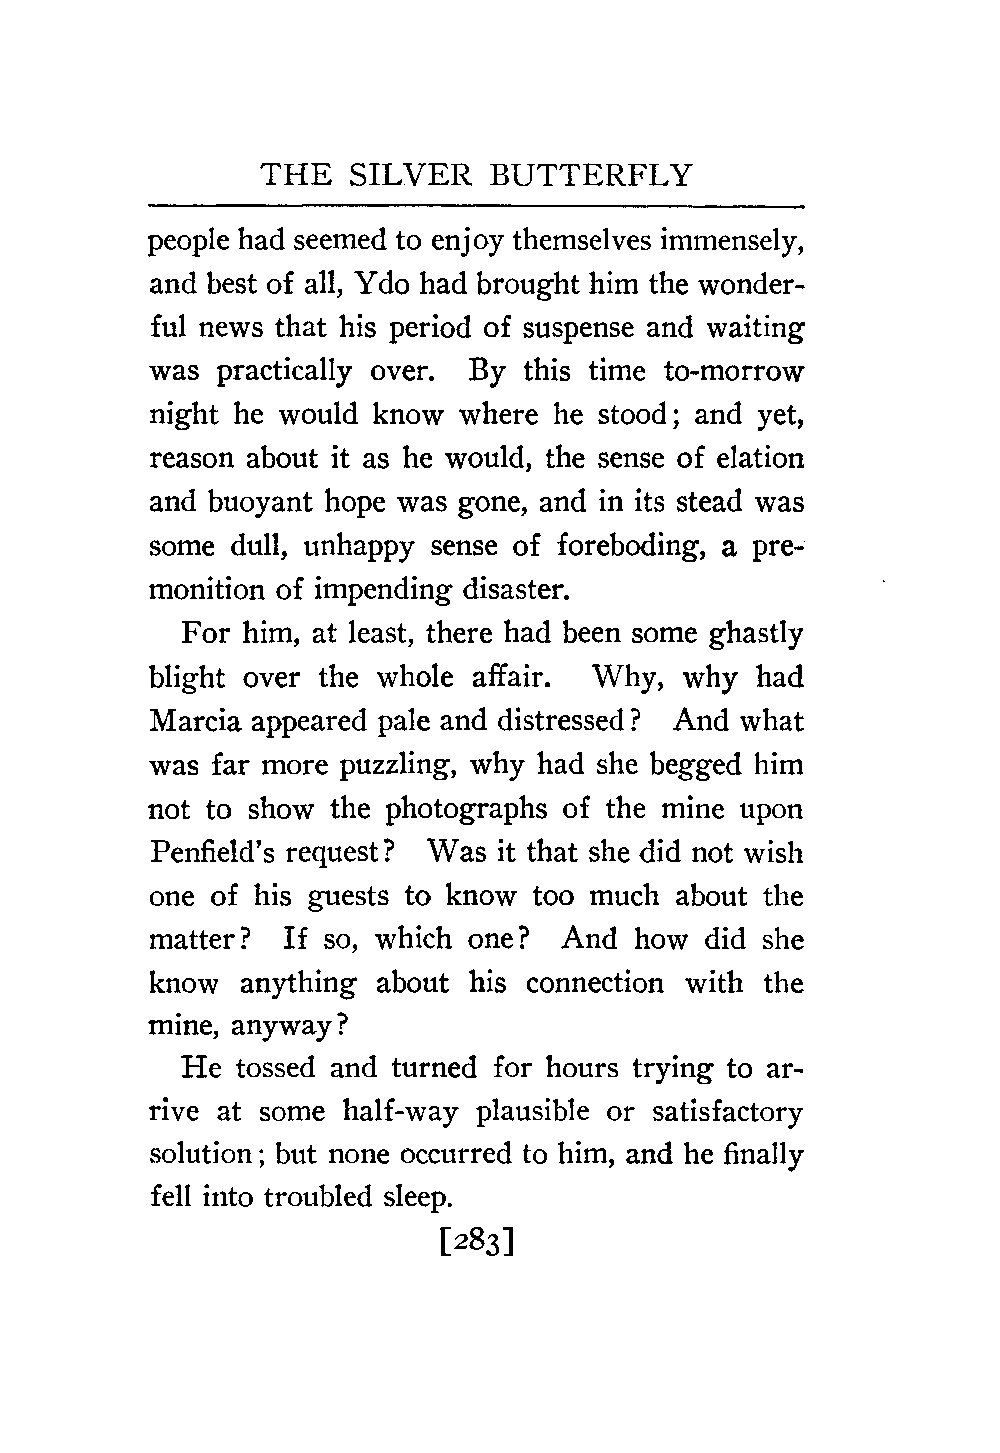 THE SILVER BUTTERFLY
people had seemed to enjoy themselves immensely,
and best of all, Ydo had brought him the wonder-
ful news that his period of suspense and waiting
was practically over. By this time to-morrow
night he would know where he stood; and yet,
reason about it as he would, the sense of elation
and buoyant hope was gone, and in its stead was
some dull, unhappy sense of foreboding, a pre-
monition of impending disaster.
For him, at least, there had been some ghastly
blight over the whole affair. Why, why had
Marcia appeared pale and distressed? And what
was far more puzzling, why had she begged him
not to show the photographs of the mine upon
Penfield's request? Was it that she did not wish
one of his guests to know too much about the
matter? If so, which one? And how did she
know anything about his connection with the
mine, anyway?
He tossed and turned for hours trying to ar-
rive at some half-way plausible or satisfactory
solution; but none occurred to him, and he finally
fell into troubled sleep.
[283]